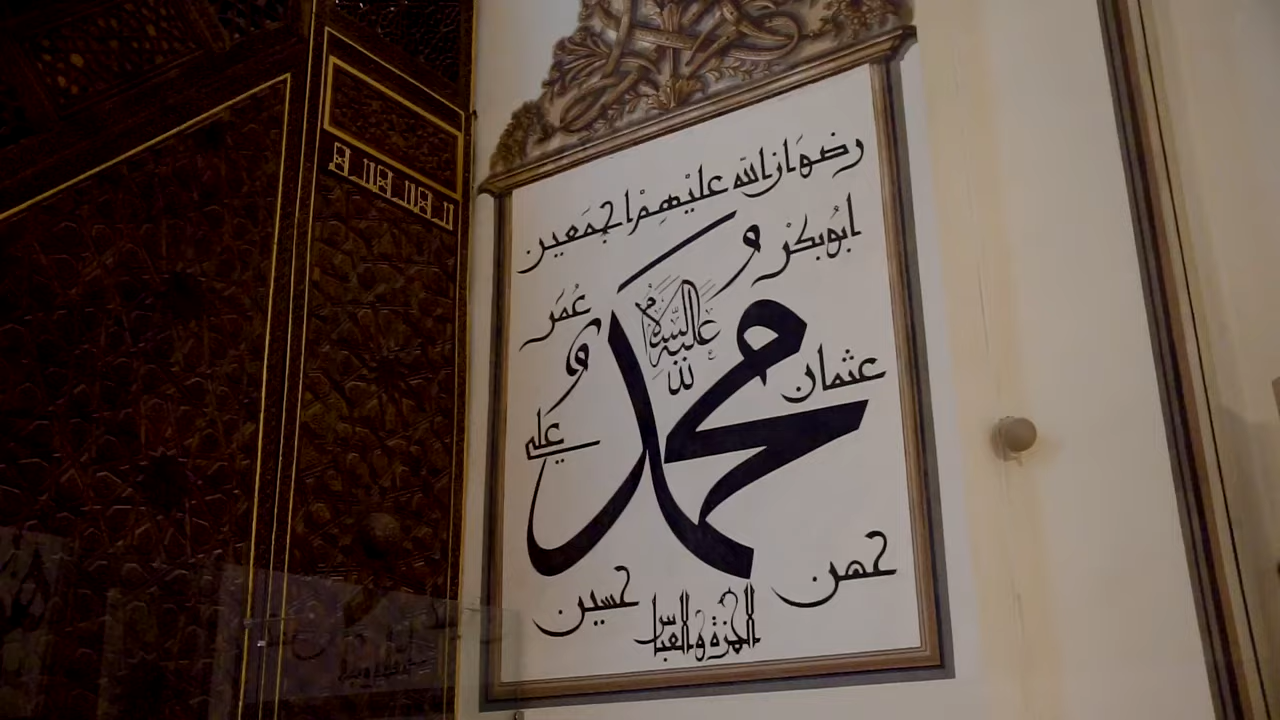 رضوان الله عليهم اجمعين
ابوبكر
عمر
عليه السلام
محمد
عثمان
علي
حسن
حسين
الحمزة والعباس